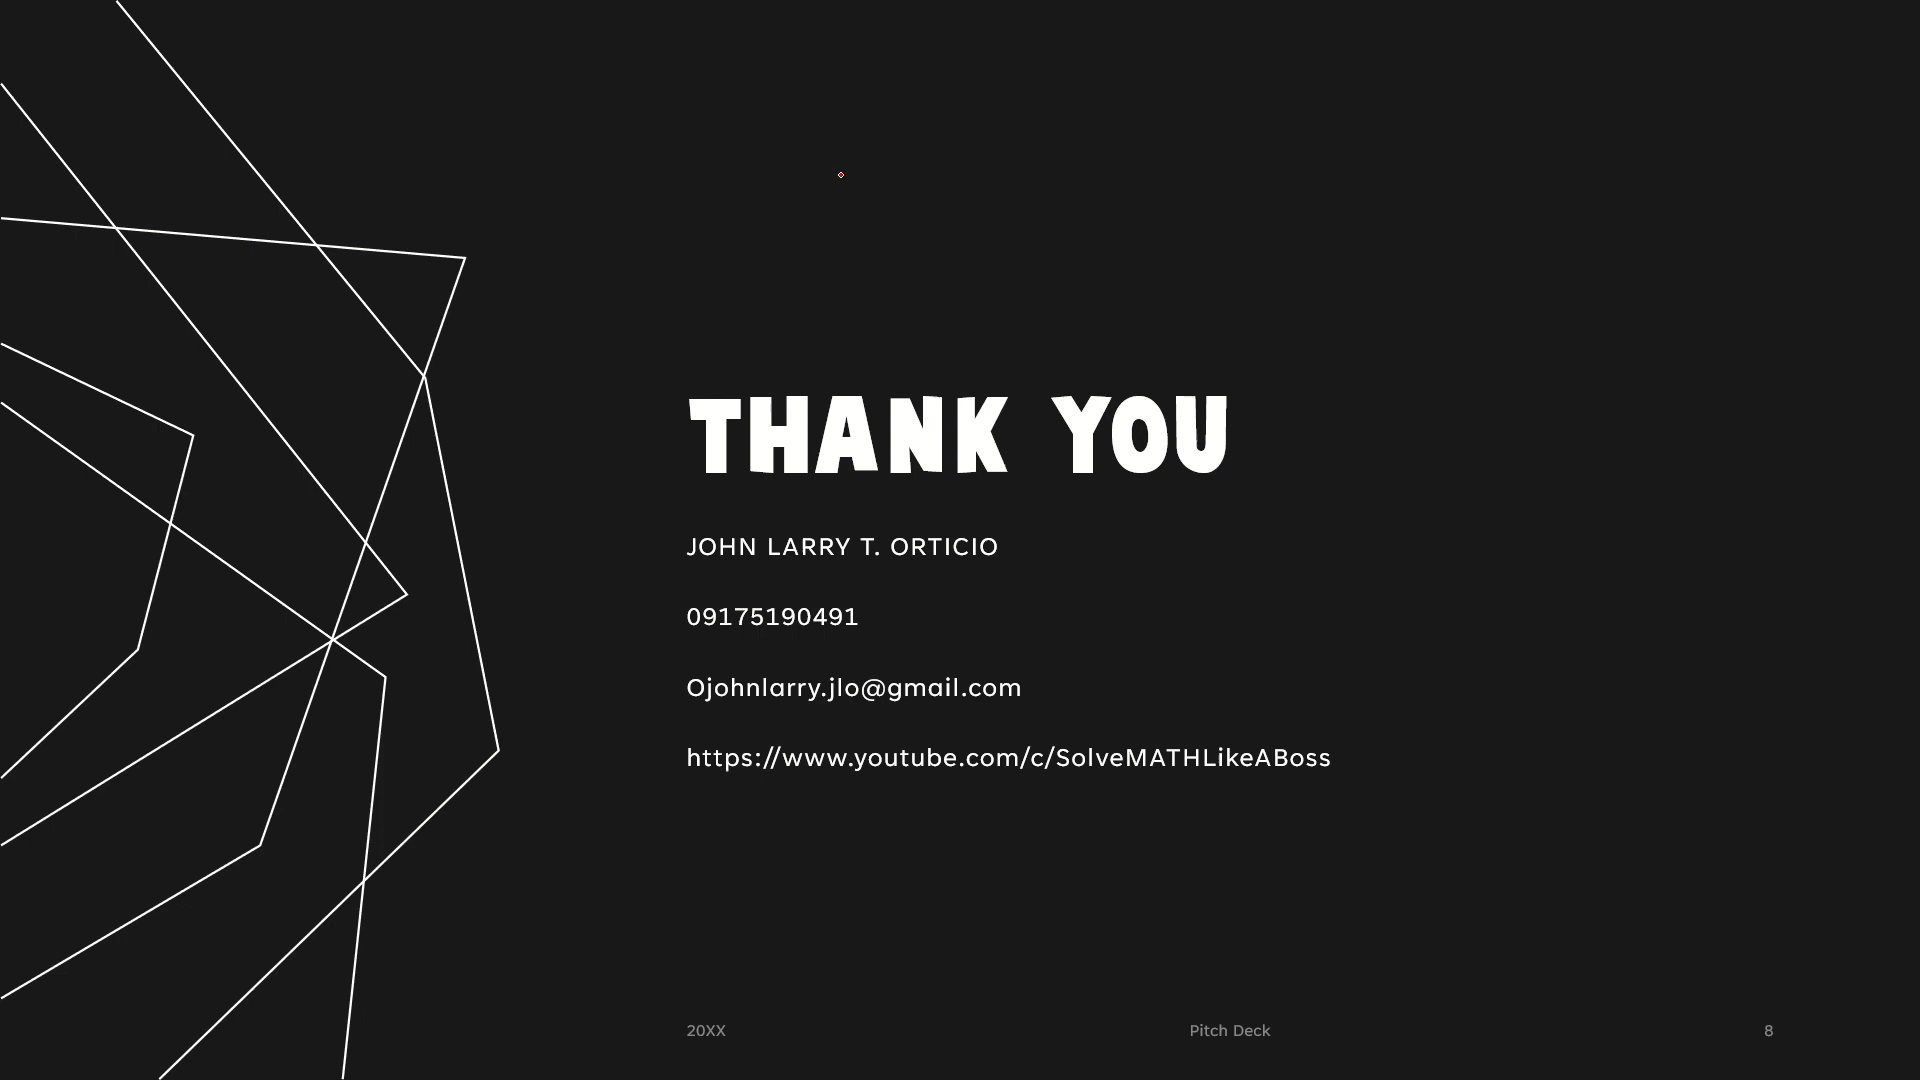 THANK YOU
JOHN LARRY T. ORTICIO
09175190491
Ojohnlarry.jlo@gmail.com
https://www.youtube.com/c/SolveMATHLikeABoss
20XX
Pitch Deck
8